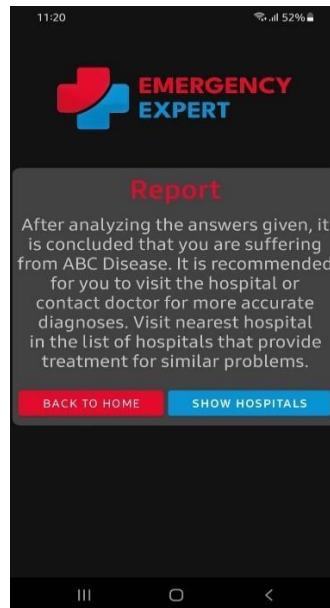 11:20
52%
EMERGENCY
EXPERT
Report
After analyzing the answers given, it
is concluded that you are suffering
from ABC Disease. It is recommended
for you to visit the hospital or
contact doctor for more accurate
diagnoses. Visit nearest hospital
in the list of hospitals that provide
treatment for similar problems.
BACK TO HOME
SHOW HOSPITALS